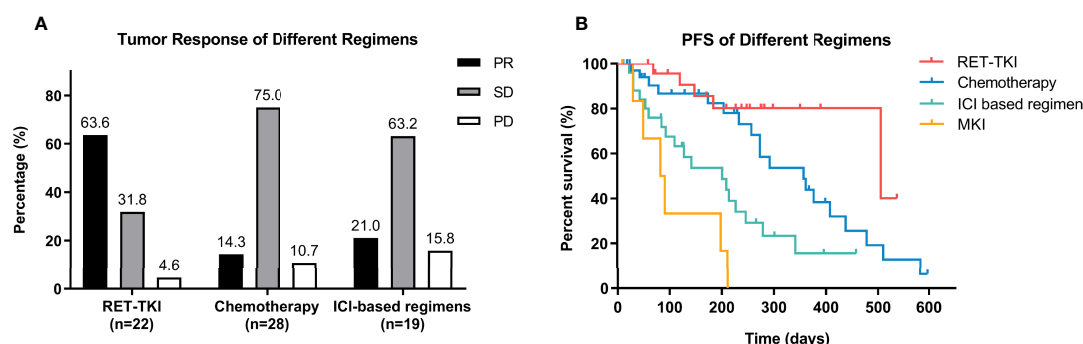 A
Tumor Response of Different Regimens
PR
SD
PD
Percentage (%)
80
60
40
20
0
63.6
31.8
4.6
14.3
75.0
10.7
21.0
63.2
15.8
RET-TKI
(n=22)
Chemotherapy
(n=28)
ICI-based regimens
(n=19)
B
PFS of Different Regimens
RET-TKI
Chemotherapy
ICI based regimen
MKI
Percent survival (%)
100
80
60
40
20
0
0
100
200
300
400
500
600
Time (days)